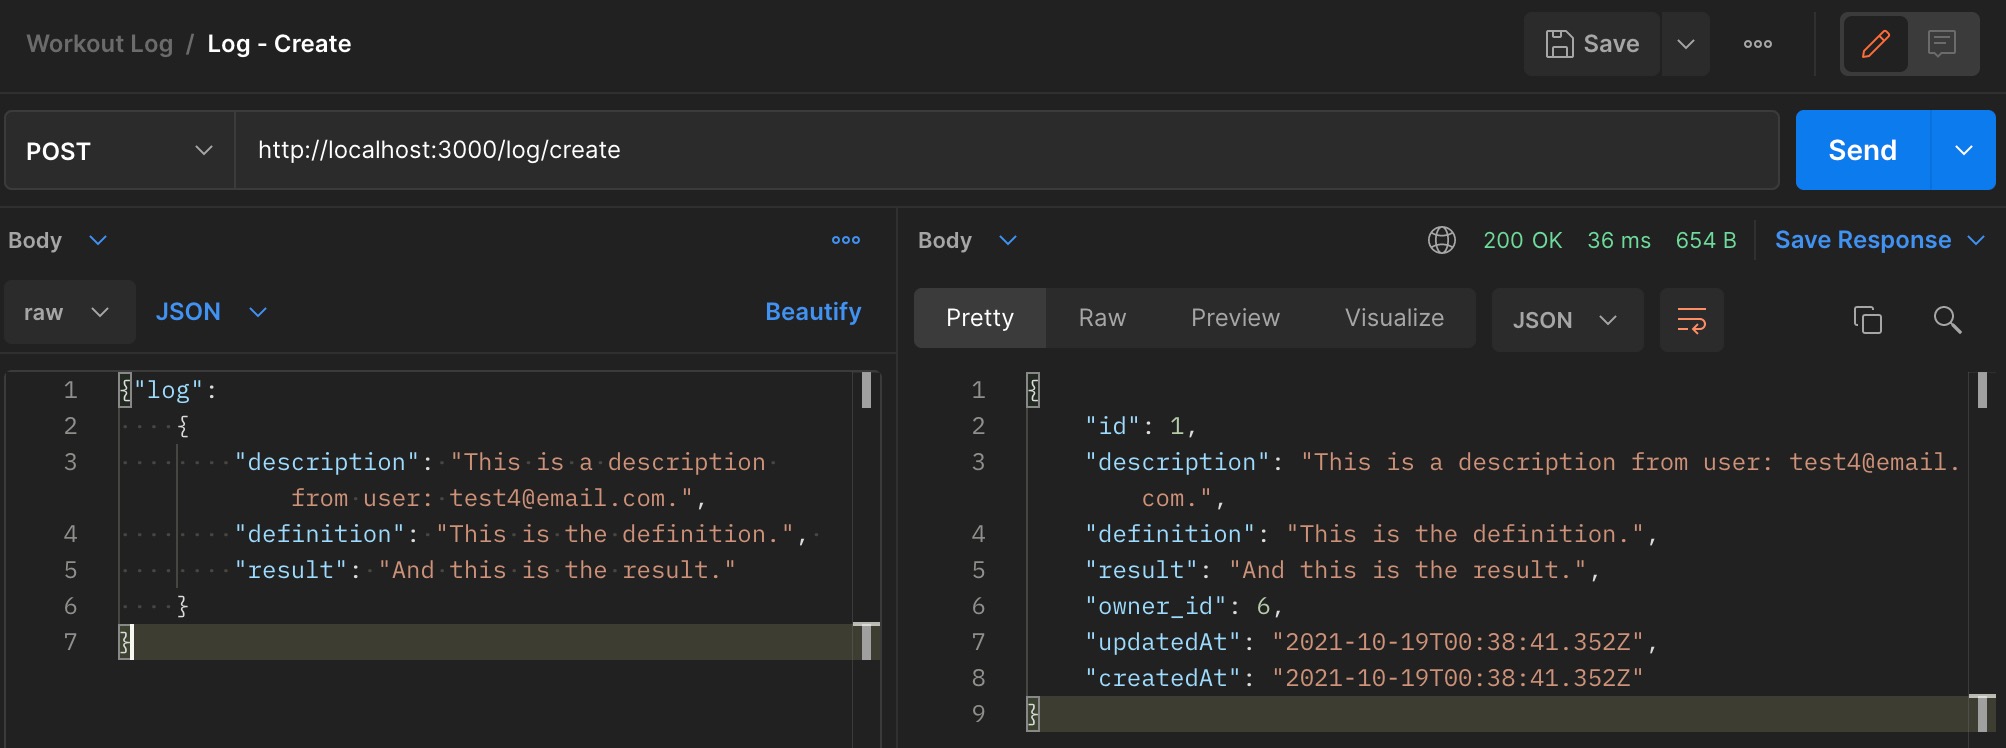 Workout Log / Log - Create
Save
POST
http://localhost:3000/log/create
Send
Body
raw
JSON
Beautify
1 {"log":
2 {
3 "description": "This is a description
from user: test4@email.com.",
4 "definition": "This is the definition.",
5 "result": "And this is the result."
6 }
7 }
Body
200 OK 36 ms 654 B
Save Response
Pretty Raw Preview Visualize
JSON
1 {
2 "id": 1,
3 "description": "This is a description from user: test4@email.
com.",
4 "definition": "This is the definition.",
5 "result": "And this is the result.",
6 "owner_id": 6,
7 "updatedAt": "2021-10-19T00:38:41.352Z",
8 "createdAt": "2021-10-19T00:38:41.352Z"
9 }